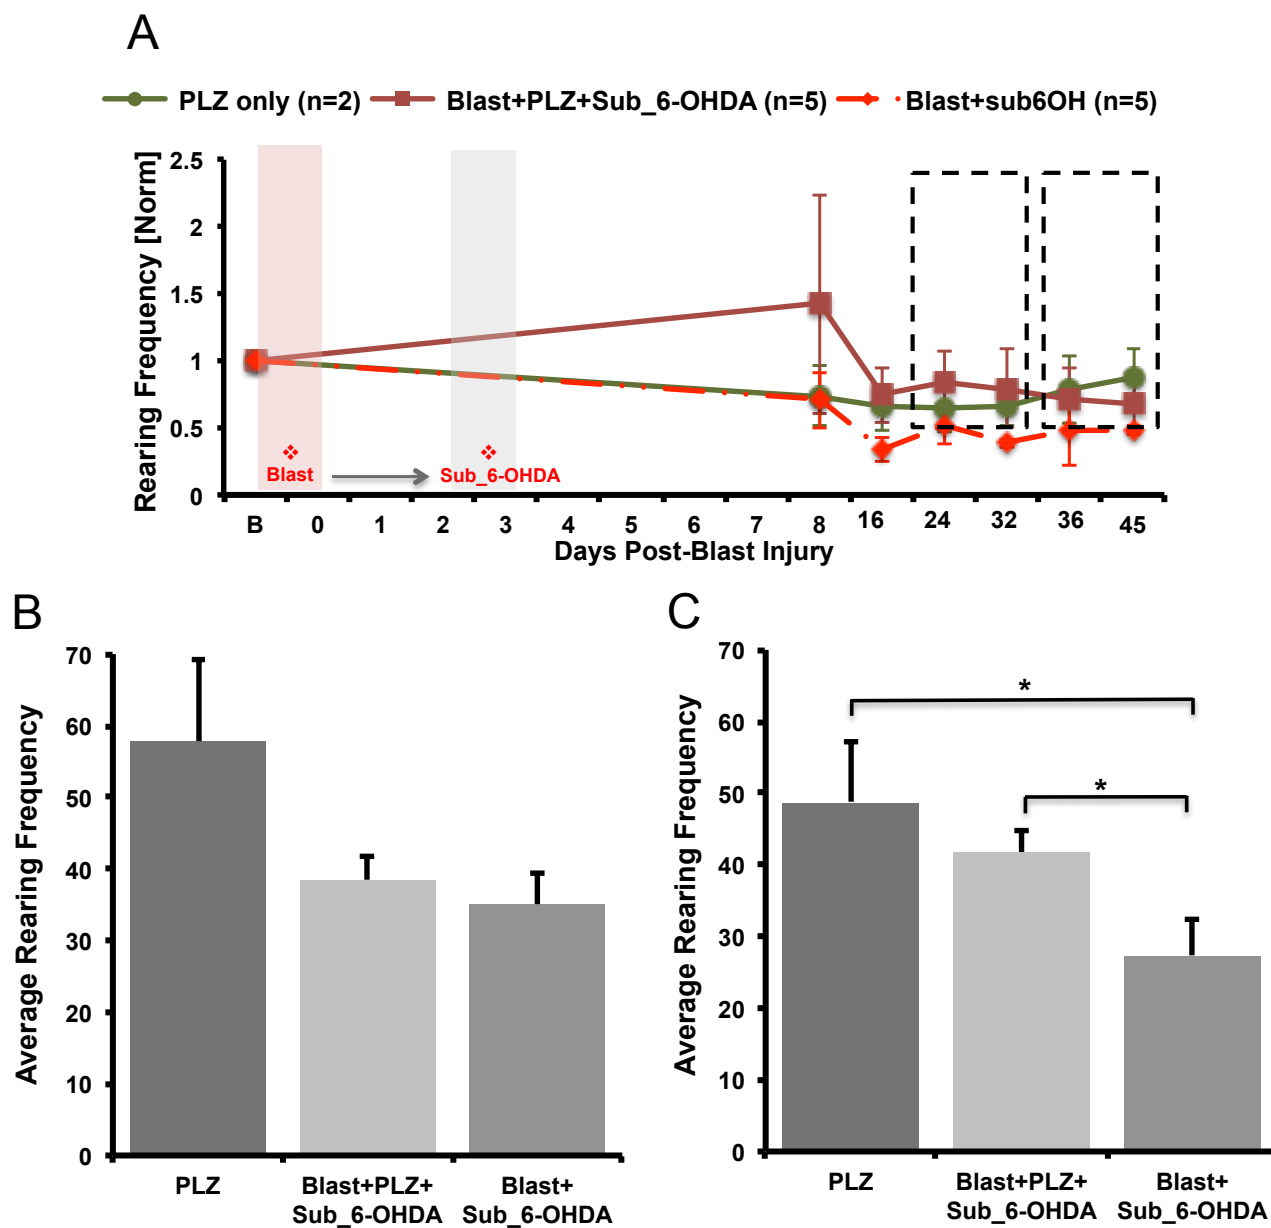 A
PLZ only (n=2) Blast+PLZ+Sub_6-OHDA (n=5) Blast+sub6OH (n=5)
Rearing Frequency [Norm]
2.5
2
1.5
1
0.5
0
Blast
Sub_6-OHDA
B 0 1 2 3 4 5 6 7 8 16 24 32 36 45
Days Post-Blast Injury
B
Average Rearing Frequency
70
60
50
40
30
20
10
0
PLZ
Blast+PLZ+
Sub_6-OHDA
Blast+
Sub_6-OHDA
C
Average Rearing Frequency
70
60
50
40
30
20
10
0
*
*
PLZ
Blast+PLZ+
Sub_6-OHDA
Blast+
Sub_6-OHDA